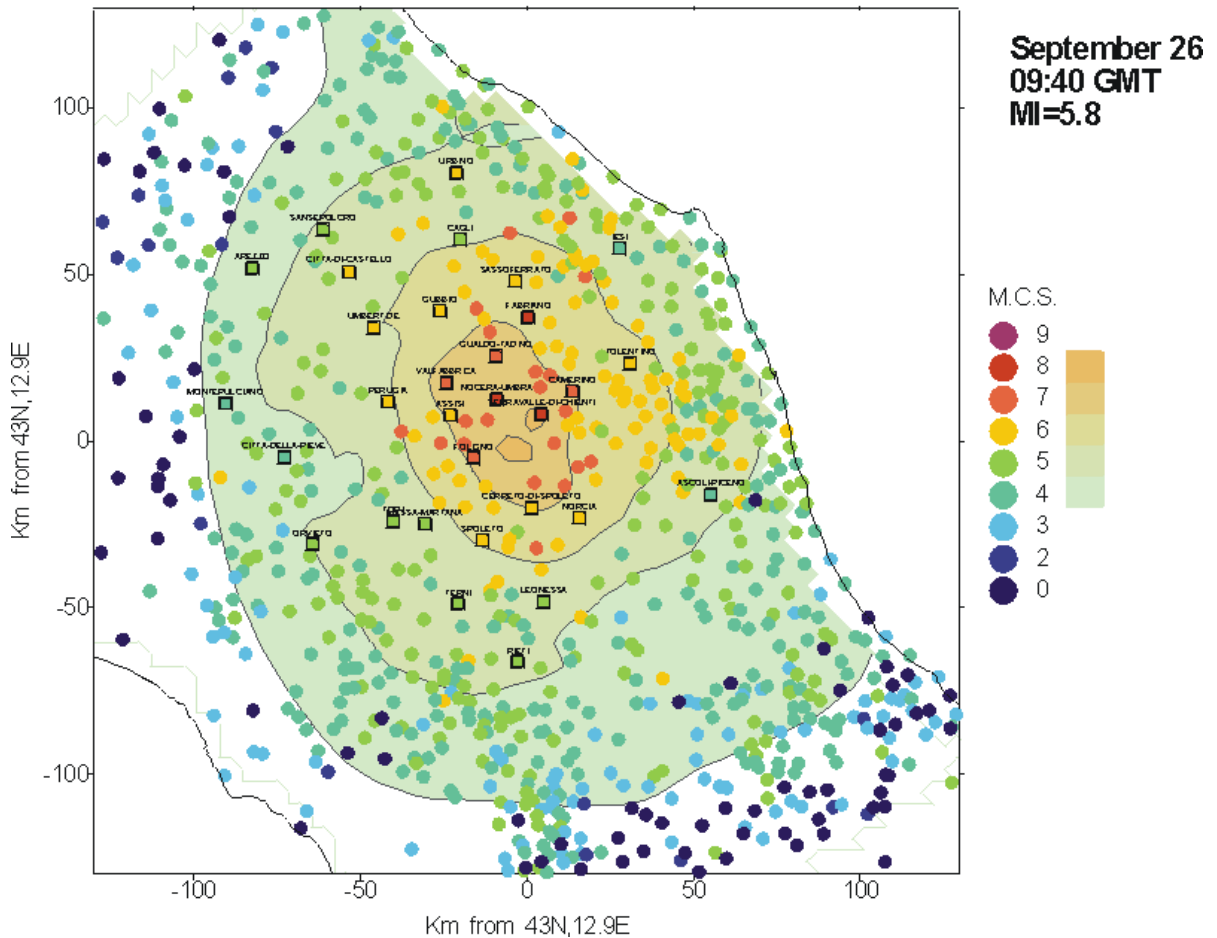 September 26
09:40 GMT
Ml=5.8
100
50
0
-50
-100
Km from 43N,12.9E
-100
-50
0
50
100
Km from 43N,12.9E
URBINO
SANSEPOLCRO
CAGLI
IESI
AREZZO
CITTA-DI-CASTELLO
SASSOFERRATO
GUBBIO
FABRIANO
UMBERTIDE
GUALDO-TADINO
TOLENTINO
VALFABBRICA
NOCERA-UMBRA
CAMERINO
MONTEPULCIANO
PERUGIA
ASSISI
SERRAVALLE-DI-CHIENTI
CITTA-DELLA-PIEVE
FOLIGNO
CERRETO-DI-SPOLETO
ASCOLI-PICENO
NORCIA
TODI
MASSA-MARTANA
ORVIETO
SPOLETO
TERNI
LEONESSA
RIETI
M.C.S.
9
8
7
6
5
4
3
2
0